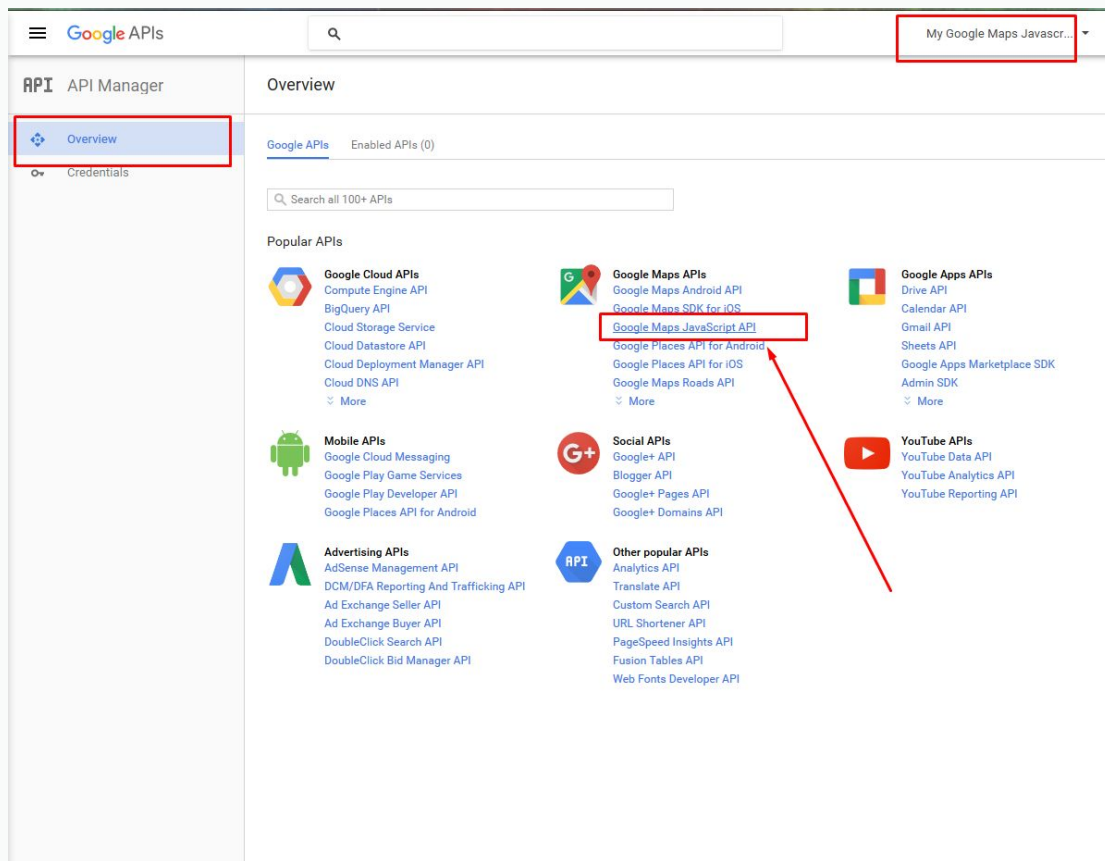 Google APIs
My Google Maps Javascr...
API API Manager
Overview
Overview
Credentials
Google APIs
Enabled APIs (0)
Search all 100+ APIs
Popular APIs
Google Cloud APIs
Compute Engine API
BigQuery API
Cloud Storage Service
Cloud Datastore API
Cloud Deployment Manager API
Cloud DNS API
More
G
Google Maps APIs
Google Maps Android API
Google Maps SDK for iOS
Google Maps JavaScript API
Google Places API for Android
Google Places API for iOS
Google Maps Roads API
More
Google Apps APIs
Drive API
Calendar API
Gmail API
Sheets API
Google Apps Marketplace SDK
Admin SDK
More
Mobile APIs
Google Cloud Messaging
Google Play Game Services
Google Play Developer API
Google Places API for Android
G+
Social APIs
Google+ API
Blogger API
Google+ Pages API
Google+ Domains API
YouTube APIs
YouTube Data API
YouTube Analytics API
YouTube Reporting API
Advertising APIs
AdSense Management API
DCM/DFA Reporting And Trafficking API
Ad Exchange Seller API
Ad Exchange Buyer API
DoubleClick Search API
DoubleClick Bid Manager API
API
Other popular APIs
Analytics API
Translate API
Custom Search API
URL Shortener API
PageSpeed Insights API
Fusion Tables API
Web Fonts Developer API